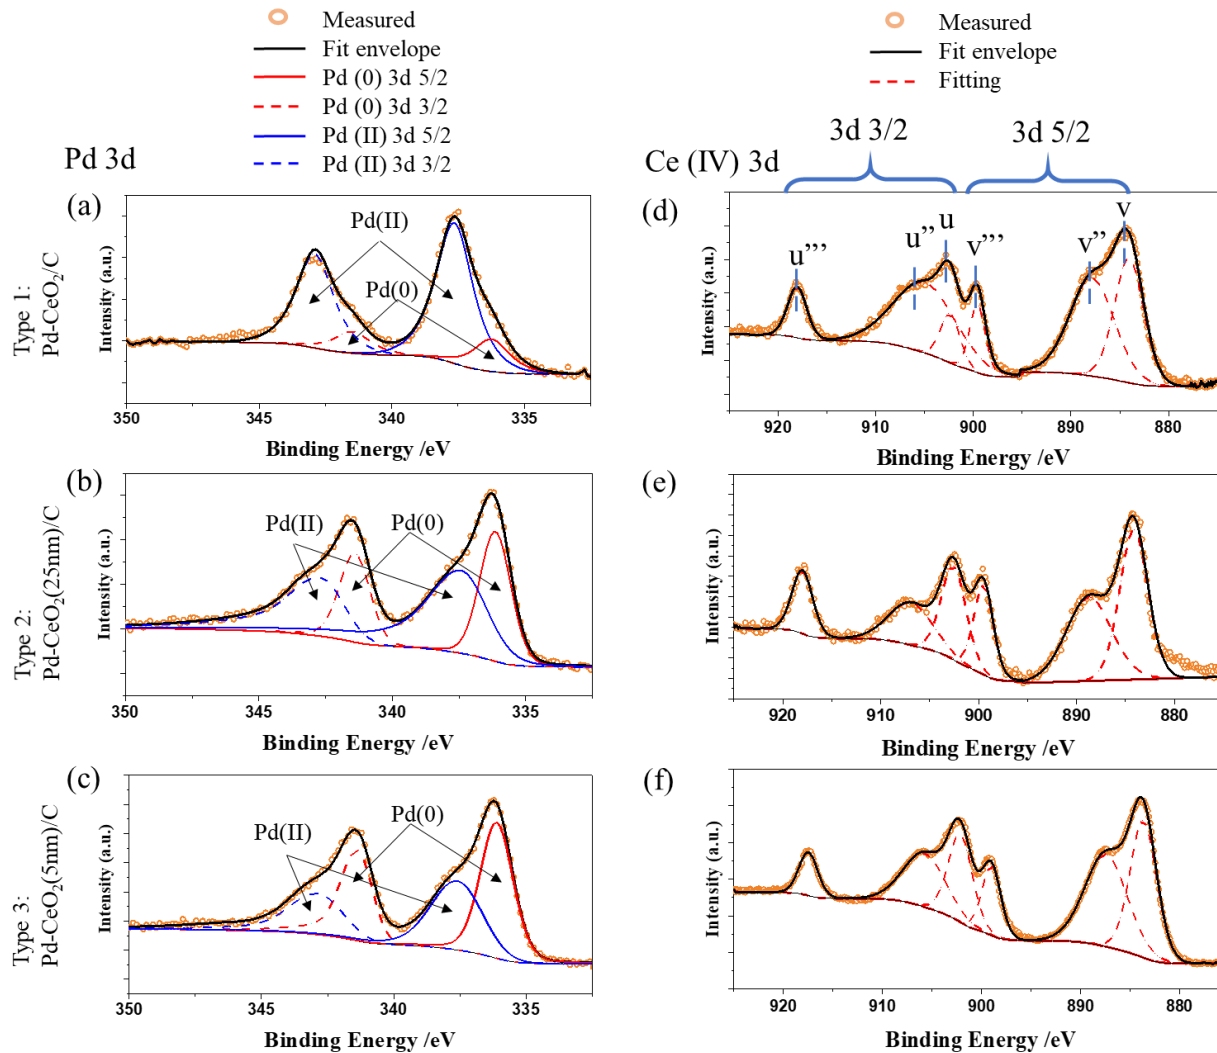 Measured
Fit envelope
Pd (0) 3d 5/2
Pd (0) 3d 3/2
Pd (II) 3d 5/2
Pd (II) 3d 3/2
Pd 3d
Measured
Fit envelope
Fitting
3d 3/2
3d 5/2
Ce (IV) 3d
Type 1:
Pd-CeO₂/C
(a)
Intensity (a.u.)
Pd(II)
Pd(0)
350
345
340
335
Binding Energy /eV
(d)
Intensity (a.u.)
u'''
u''
u
v'''
v''
v
920
910
900
890
880
Binding Energy /eV
Type 2:
Pd-CeO₂(25nm)/C
(b)
Intensity (a.u.)
Pd(II)
Pd(0)
350
345
340
335
Binding Energy /eV
(e)
Intensity (a.u.)
920
910
900
890
880
Binding Energy /eV
Type 3:
Pd-CeO₂(5nm)/C
(c)
Intensity (a.u.)
Pd(II)
Pd(0)
350
345
340
335
Binding Energy /eV
(f)
Intensity (a.u.)
920
910
900
890
880
Binding Energy /eV